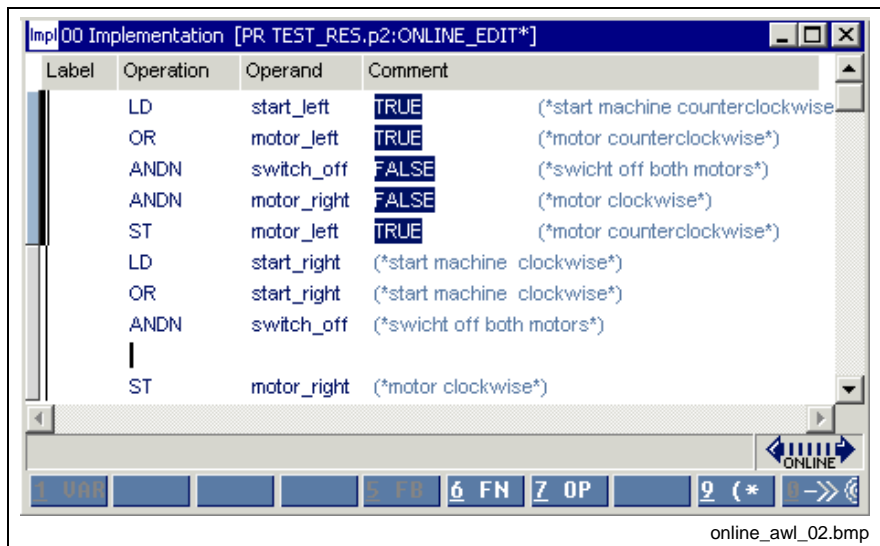 Impl 00 Implementation [PR TEST_RES.p2:ONLINE_EDIT*]
Label Operation Operand Comment
LD start_left TRUE (*start machine counterclockwise
OR motor_left TRUE (*motor counterclockwise*)
ANDN switch_off FALSE (*swicht off both motors*)
ANDN motor_right FALSE (*motor clockwise*)
ST motor_left TRUE (*motor counterclockwise*)
LD start_right (*start machine clockwise*)
OR start_right (*start machine clockwise*)
ANDN switch_off (*swicht off both motors*)
ST motor_right (*motor clockwise*)
ONLINE
1 VAR 5 FB 6 FN 7 OP 9 (* 0->>
online_awl_02.bmp